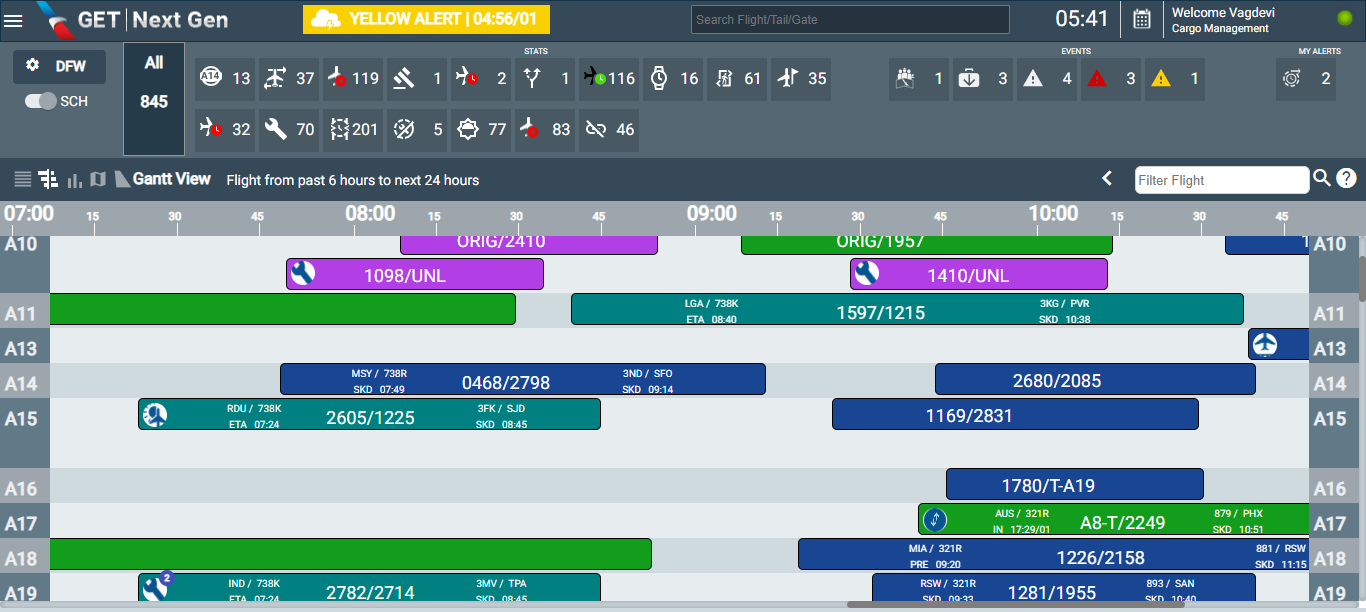 GET | Next Gen
YELLOW ALERT | 04:56/01
Search Flight/Tail/Gate
05:41
Welcome Vagdevi
Cargo Management
DFW
SCH
All
845
STATS
A14 13 37 119 1 2 1 116 16 61 35
32 70 201 5 77 83 46
EVENTS
1 3 4 3 1
MY ALERTS
2
Gantt View
Flight from past 6 hours to next 24 hours
Filter Flight
?
07:00 15 30 45 08:00 15 30 45 09:00 15 30 45 10:00 15 30 45
A10 ORIG/2410 ORIG/1957 A10
1098/UNL 1410/UNL
A11 LGA / 738K ETA 08:40 1597/1215 3KG / PVR SKD 10:38 A11
A13 A13
A14 MSY / 738R SKD 07:49 0468/2798 3ND / SFO SKD 09:14 2680/2085 A14
A15 RDU / 738K ETA 07:24 2605/1225 3FK / SJD SKD 08:45 1169/2831 A15
A16 1780/T-A19 A16
A17 AUS / 321R IN 17:29/01 A8-T/2249 879 / PHX SKD 10:51 A17
A18 MIA / 321R PRE 09:20 1226/2158 881 / RSW SKD 11:15 A18
A19 2 IND / 738K ETA 07:24 2782/2714 3MV / TPA SKD 08:45 RSW / 321R SKD 09:33 1281/1955 893 / SAN SKD 10:40 A19